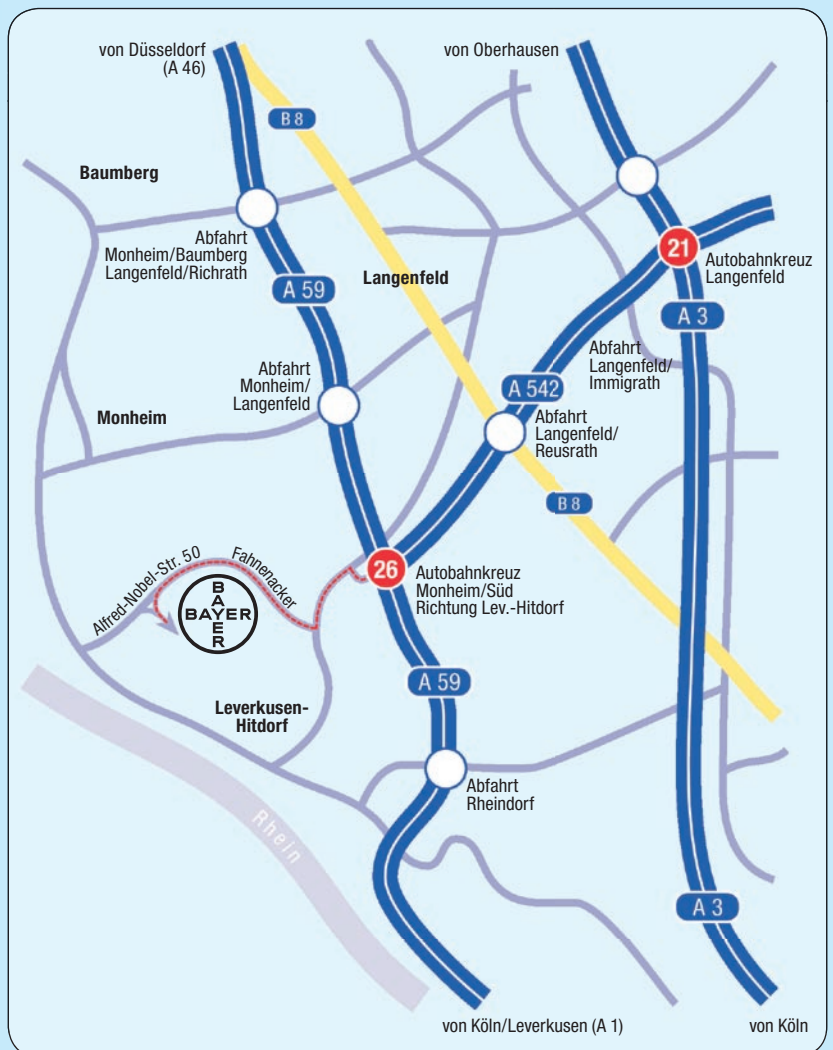 von Düsseldorf
(A 46)
von Oberhausen
B 8
Baumberg
Abfahrt
Monheim/Baumberg
Langenfeld/Richrath
21
Autobahnkreuz
Langenfeld
Langenfeld
A 59
A 3
Abfahrt
Langenfeld/
Immigrath
Abfahrt
Monheim/
Langenfeld
A 542
Monheim
Abfahrt
Langenfeld/
Reusrath
B 8
Alfred-Nobel-Str. 50
Fahnenacker
26
Autobahnkreuz
Monheim/Süd
Richtung Lev.-Hitdorf
BAYER
BAYER
A 59
Leverkusen-
Hitdorf
Abfahrt
Rheindorf
Rhein
A 3
von Köln/Leverkusen (A 1)
von Köln